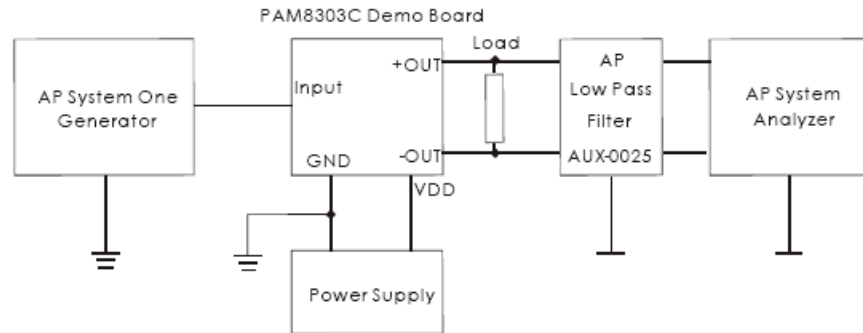 PAM8303C Demo Board
Load
+OUT
Input
AP System One
Generator
GND
-OUT
VDD
AP
Low Pass
Filter
AUX-0025
AP System
Analyzer
Power Supply